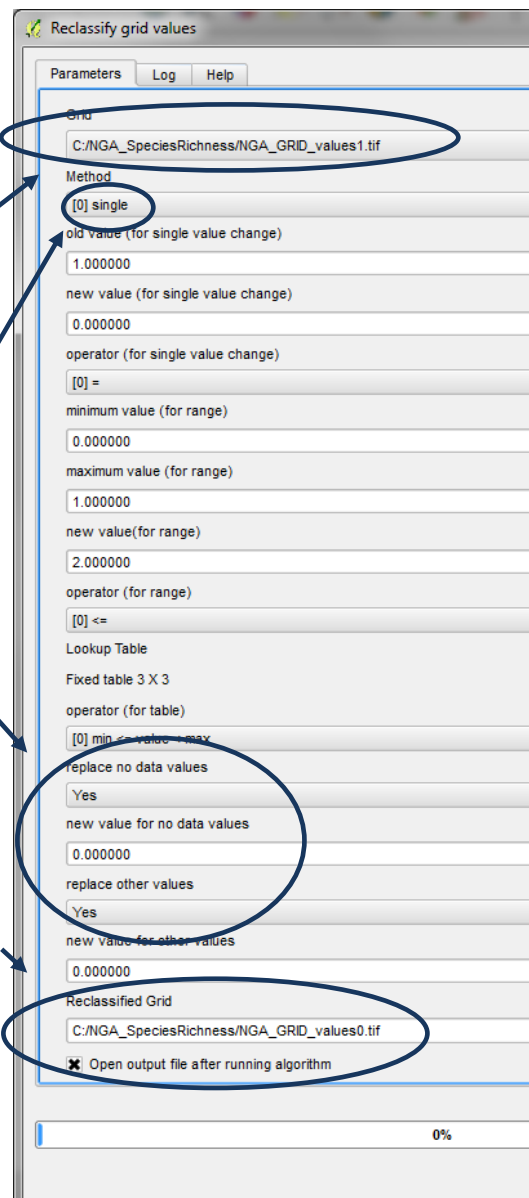 Reclassify grid values
Parameters Log Help
Grid
C:/NGA_SpeciesRichness/NGA_GRID_values1.tif
Method
[0] single
old value (for single value change)
1.000000
new value (for single value change)
0.000000
operator (for single value change)
[0] =
minimum value (for range)
0.000000
maximum value (for range)
1.000000
new value(for range)
2.000000
operator (for range)
[0] <=
Lookup Table
Fixed table 3 X 3
operator (for table)
[0] min <= value < max
replace no data values
Yes
new value for no data values
0.000000
replace other values
Yes
new value for other values
0.000000
Reclassified Grid
C:/NGA_SpeciesRichness/NGA_GRID_values0.tif
Open output file after running algorithm
0%